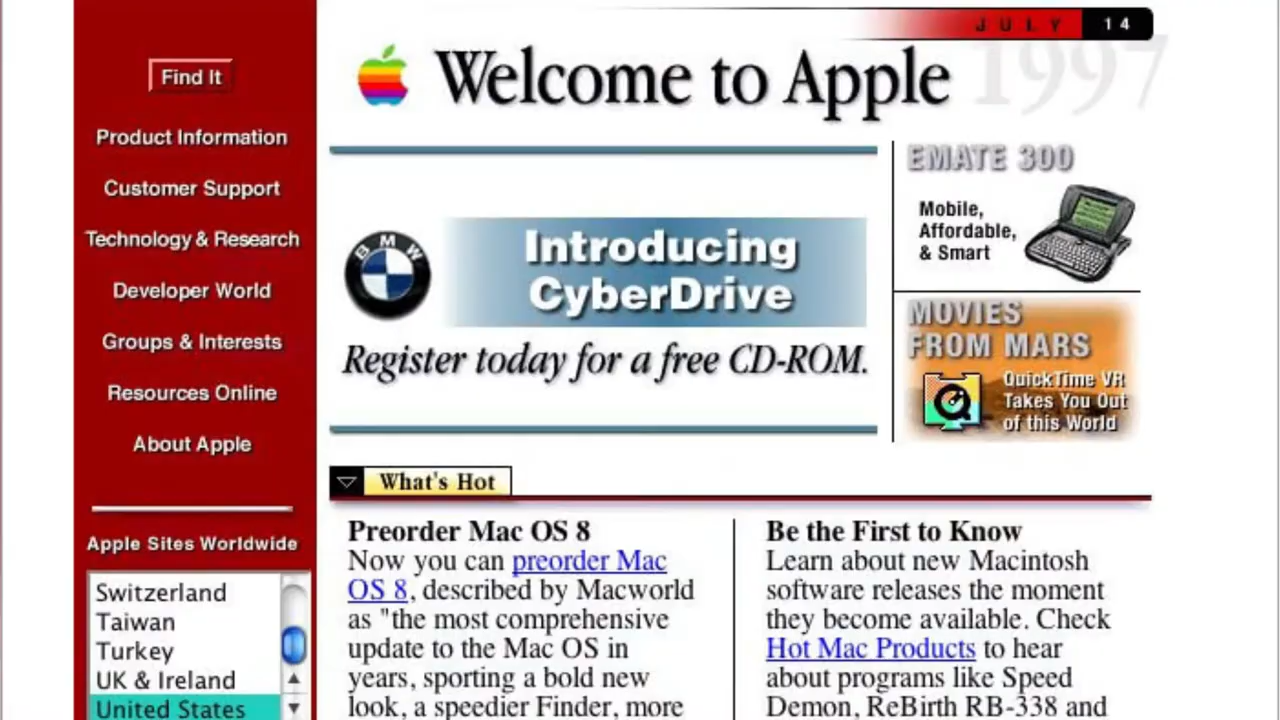 JULY 14
1997
Find It
Product Information
Customer Support
Technology & Research
Developer World
Groups & Interests
Resources Online
About Apple
Apple Sites Worldwide
Switzerland
Taiwan
Turkey
UK & Ireland
United States
Welcome to Apple
BMW
Introducing
CyberDrive
Register today for a free CD-ROM.
EMATE 300
Mobile,
Affordable,
& Smart
MOVIES
FROM MARS
QuickTime VR
Takes You Out
of this World
What's Hot
Preorder Mac OS 8
Now you can preorder Mac
OS 8, described by Macworld
as "the most comprehensive
update to the Mac OS in
years, sporting a bold new
look, a speedier Finder, more
Be the First to Know
Learn about new Macintosh
software releases the moment
they become available. Check
Hot Mac Products to hear
about programs like Speed
Demon, ReBirth RB-338 and